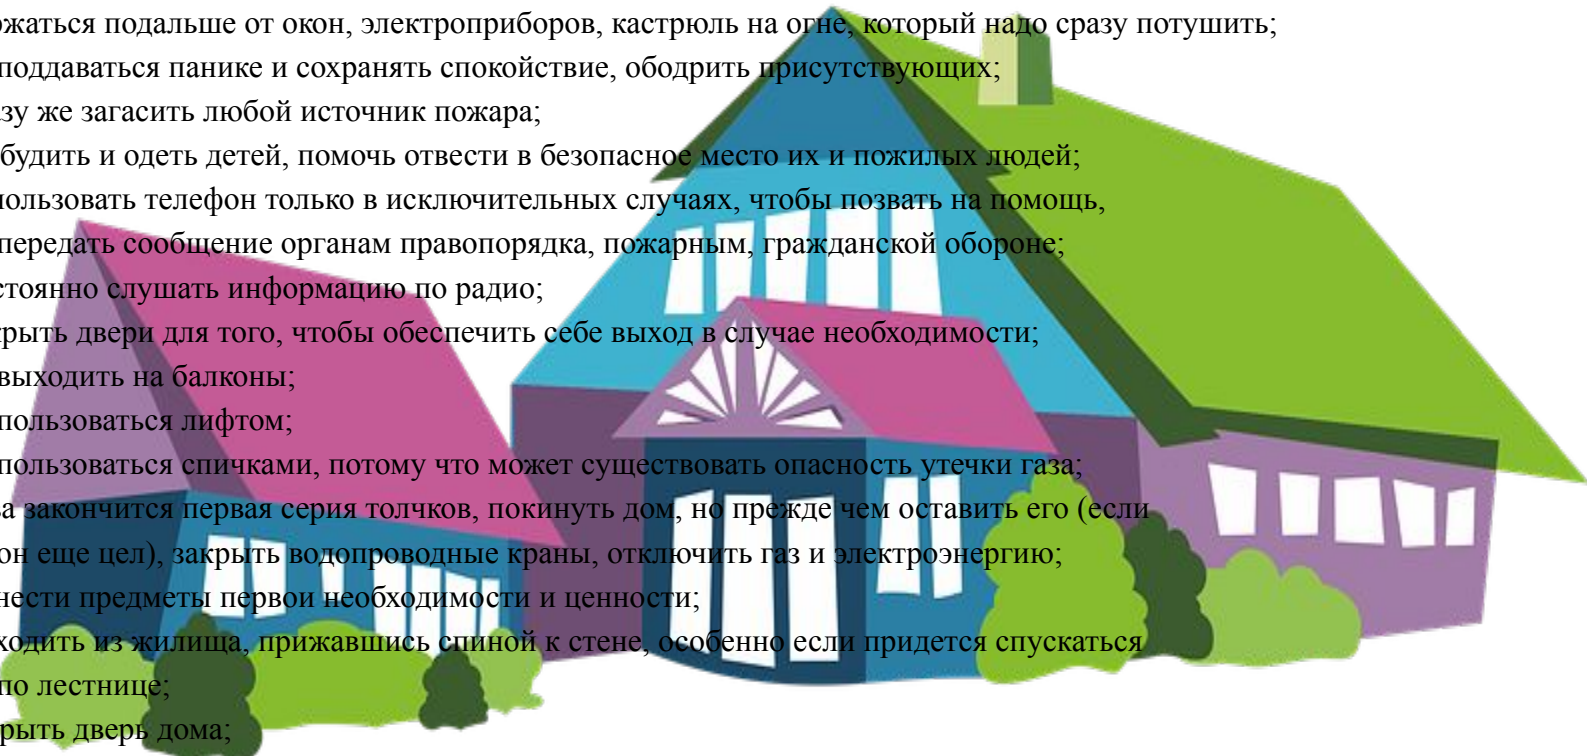 жаться подальше от окон, электроприборов, кастрюль на огне, который надо сразу потушить;
поддаваться панике и сохранять спокойствие, ободрить присутствующих;
зу же загасить любой источник пожара;
будить и одеть детей, помочь отвести в безопасное место их и пожилых людей;
пользовать телефон только в исключительных случаях, чтобы позвать на помощь,
передать сообщение органам правопорядка, пожарным, гражданской обороне;
стоянно слушать информацию по радио;
рыть двери для того, чтобы обеспечить себе выход в случае необходимости;
выходить на балконы;
пользоваться лифтом;
пользоваться спичками, потому что может существовать опасность утечки газа;
ва закончится первая серия толчков, покинуть дом, но прежде чем оставить его (если
он еще цел), закрыть водопроводные краны, отключить газ и электроэнергию;
нести предметы первои необходимости и ценности;
ходить из жилища, прижавшись спиной к стене, особенно если придется спускаться
по лестнице;
рыть дверь дома;